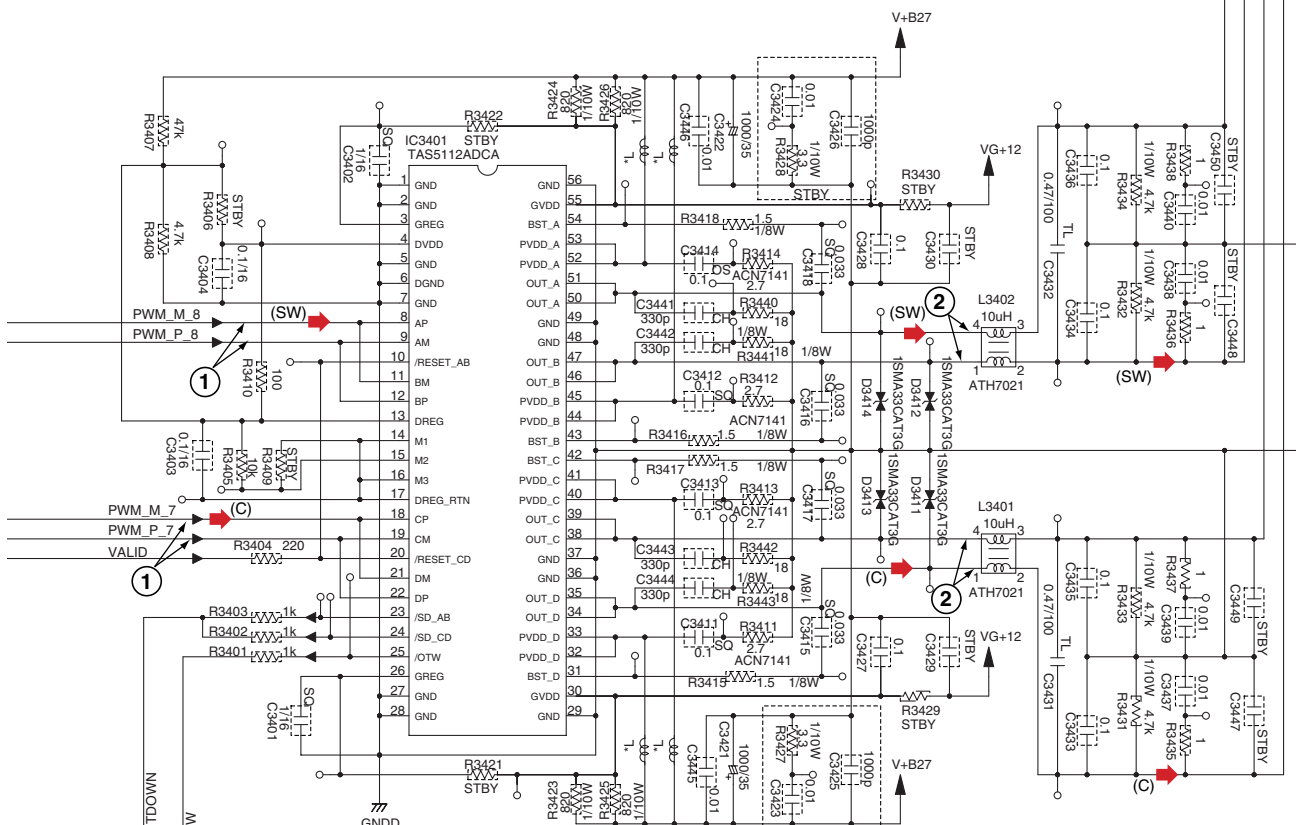 V+B27
R3407
47k
R3424
820
1/10W
R3426
820
1/10W
C3446
0.01
C3422
1000/35
C3424
0.01
R3428
3.3
1/10W
C3426
1000p
STBY
R3422
STBY
SQ
1/16
C3402
IC3401
TAS5112ADCA
L*
L*
VG+12
R3430
STBY
R3406
STBY
R3408
4.7k
0.1/16
C3404
1 GND
2 GND
3 GREG
4 DVDD
5 GND
6 DGND
7 GND
8 AP
9 AM
10 /RESET_AB
11 BM
12 BP
13 DREG
14 M1
15 M2
16 M3
17 DREG_RTN
18 CP
19 CM
20 /RESET_CD
21 DM
22 DP
23 /SD_AB
24 /SD_CD
25 /OTW
26 GREG
27 GND
28 GND
GND 56
GVDD 55
BST_A 54
PVDD_A 53
PVDD_A 52
OUT_A 51
OUT_A 50
GND 49
GND 48
OUT_B 47
OUT_B 46
PVDD_B 45
PVDD_B 44
BST_B 43
BST_C 42
PVDD_C 41
PVDD_C 40
OUT_C 39
OUT_C 38
GND 37
GND 36
OUT_D 35
OUT_D 34
PVDD_D 33
PVDD_D 32
BST_D 31
GVDD 30
GND 29
PWM_M_8
PWM_P_8
(SW)
1
R3410
100
0.1/16
C3403
R3405
10k
R3409
STBY
PWM_M_7
PWM_P_7
VALID
(C)
1
R3404 220
R3403 1k
R3402 1k
R3401 1k
SQ
1/16
C3401
R3421
STBY
GNDD
TDOWN
W
R3418 1.5
1/8W
C3414
0.1
OS
R3414
ACN7141
2.7
C3441
330p
CH
R3440
18
C3442
330p
CH
1/8W
R3441
18
1/8W
C3412
0.1
SQ
R3412
2.7
ACN7141
R3416 1.5 1/8W
R3417 1.5 1/8W
C3413
0.1
SQ
R3413
ACN7141
2.7
C3443
330p
CH
R3442
18
C3444
330p
CH
1/8W
R3443
18
1/8W
C3411
0.1
SQ
R3411
2.7
ACN7141
R3415 1.5 1/8W
SQ
0.033
C3418
SQ
0.033
C3416
SQ
0.033
C3417
SQ
0.033
C3415
C3428
0.1
C3430
STBY
(SW)
2
L3402
10uH
4
3
1
2
ATH7021
D3414
1SMA33CAT3G
D3412
1SMA33CAT3G
D3413
1SMA33CAT3G
D3411
1SMA33CAT3G
(C)
2
L3401
10uH
4
3
1
2
ATH7021
C3427
0.1
C3429
STBY
VG+12
R3429
STBY
0.47/100
TL
C3432
C3436
0.1
R3434
4.7k
1/10W
R3438
1
C3440
0.01
C3450
STBY
C3434
0.1
R3432
4.7k
1/10W
C3438
0.01
R3436
1
STBY
C3448
(SW)
0.47/100
TL
C3431
C3435
0.1
R3433
4.7k
1/10W
R3437
1
C3439
0.01
C3449
STBY
C3433
0.1
R3431
4.7k
1/10W
C3437
0.01
R3435
1
C3447
STBY
(C)
L*
L*
R3423
820
1/10W
R3425
820
1/10W
C3445
0.01
C3421
1000/35
R3427
3.3
1/10W
C3423
0.01
C3425
1000p
V+B27